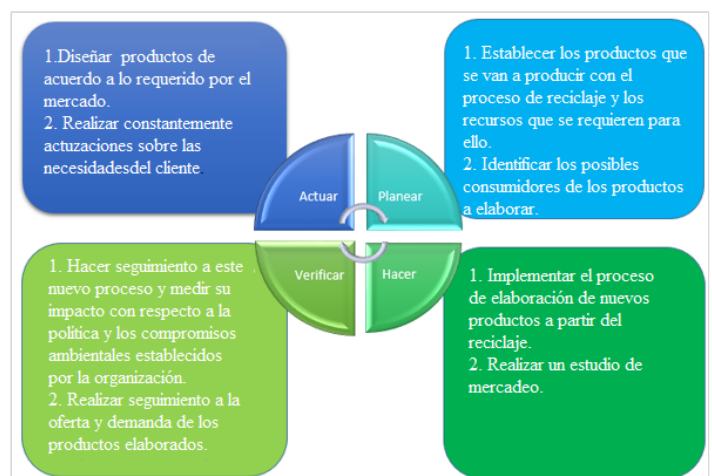 1.Diseñar productos de
acuerdo a lo requerido por el
mercado.
2. Realizar constantemente
actuzaciones sobre las
necesidadesdel cliente.
1. Establecer los productos que
se van a producir con el
proceso de reciclaje y los
recursos que se requieren para
ello.
2. Identificar los posibles
consumidores de los productos
a elaborar.
Actuar
Planear
Verificar
Hacer
1. Hacer seguimiento a este
nuevo proceso y medir su
impacto con respecto a la
política y los compromisos
ambientales establecidos
por la organización.
2. Realizar seguimiento a la
oferta y demanda de los
productos elaborados.
1. Implementar el proceso
de elaboración de nuevos
productos a partir del
reciclaje.
2. Realizar un estudio de
mercadeo.